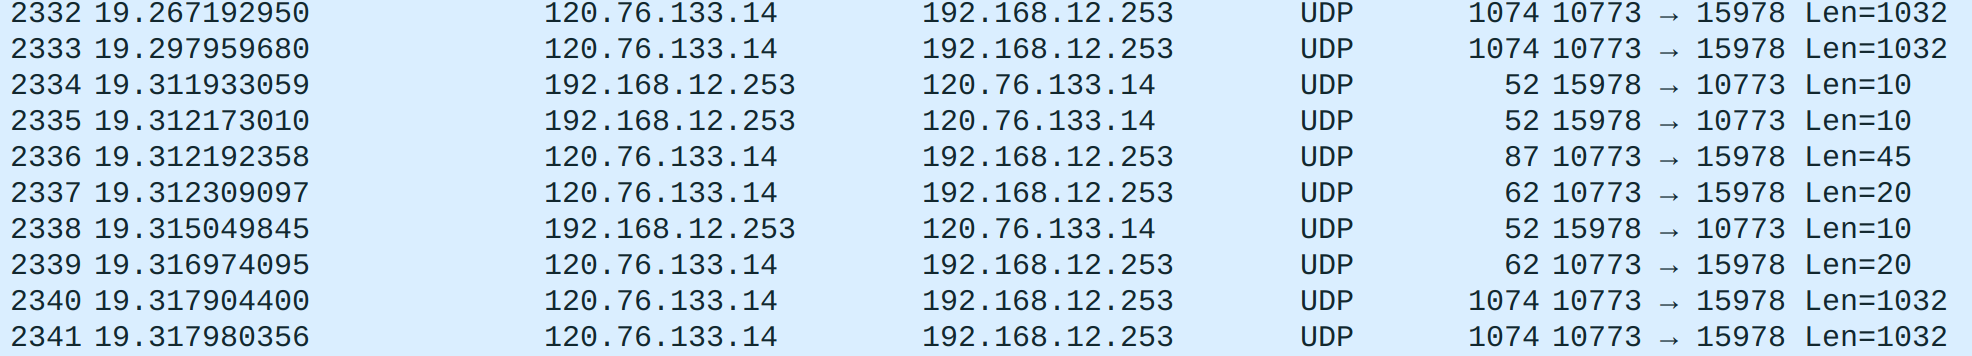 2332 19.267192950 120.76.133.14 192.168.12.253 UDP 1074 10773 → 15978 Len=1032
2333 19.297959680 120.76.133.14 192.168.12.253 UDP 1074 10773 → 15978 Len=1032
2334 19.311933059 192.168.12.253 120.76.133.14 UDP 52 15978 → 10773 Len=10
2335 19.312173010 192.168.12.253 120.76.133.14 UDP 52 15978 → 10773 Len=10
2336 19.312192358 120.76.133.14 192.168.12.253 UDP 87 10773 → 15978 Len=45
2337 19.312309097 120.76.133.14 192.168.12.253 UDP 62 10773 → 15978 Len=20
2338 19.315049845 192.168.12.253 120.76.133.14 UDP 52 15978 → 10773 Len=10
2339 19.316974095 120.76.133.14 192.168.12.253 UDP 62 10773 → 15978 Len=20
2340 19.317904400 120.76.133.14 192.168.12.253 UDP 1074 10773 → 15978 Len=1032
2341 19.317980356 120.76.133.14 192.168.12.253 UDP 1074 10773 → 15978 Len=1032